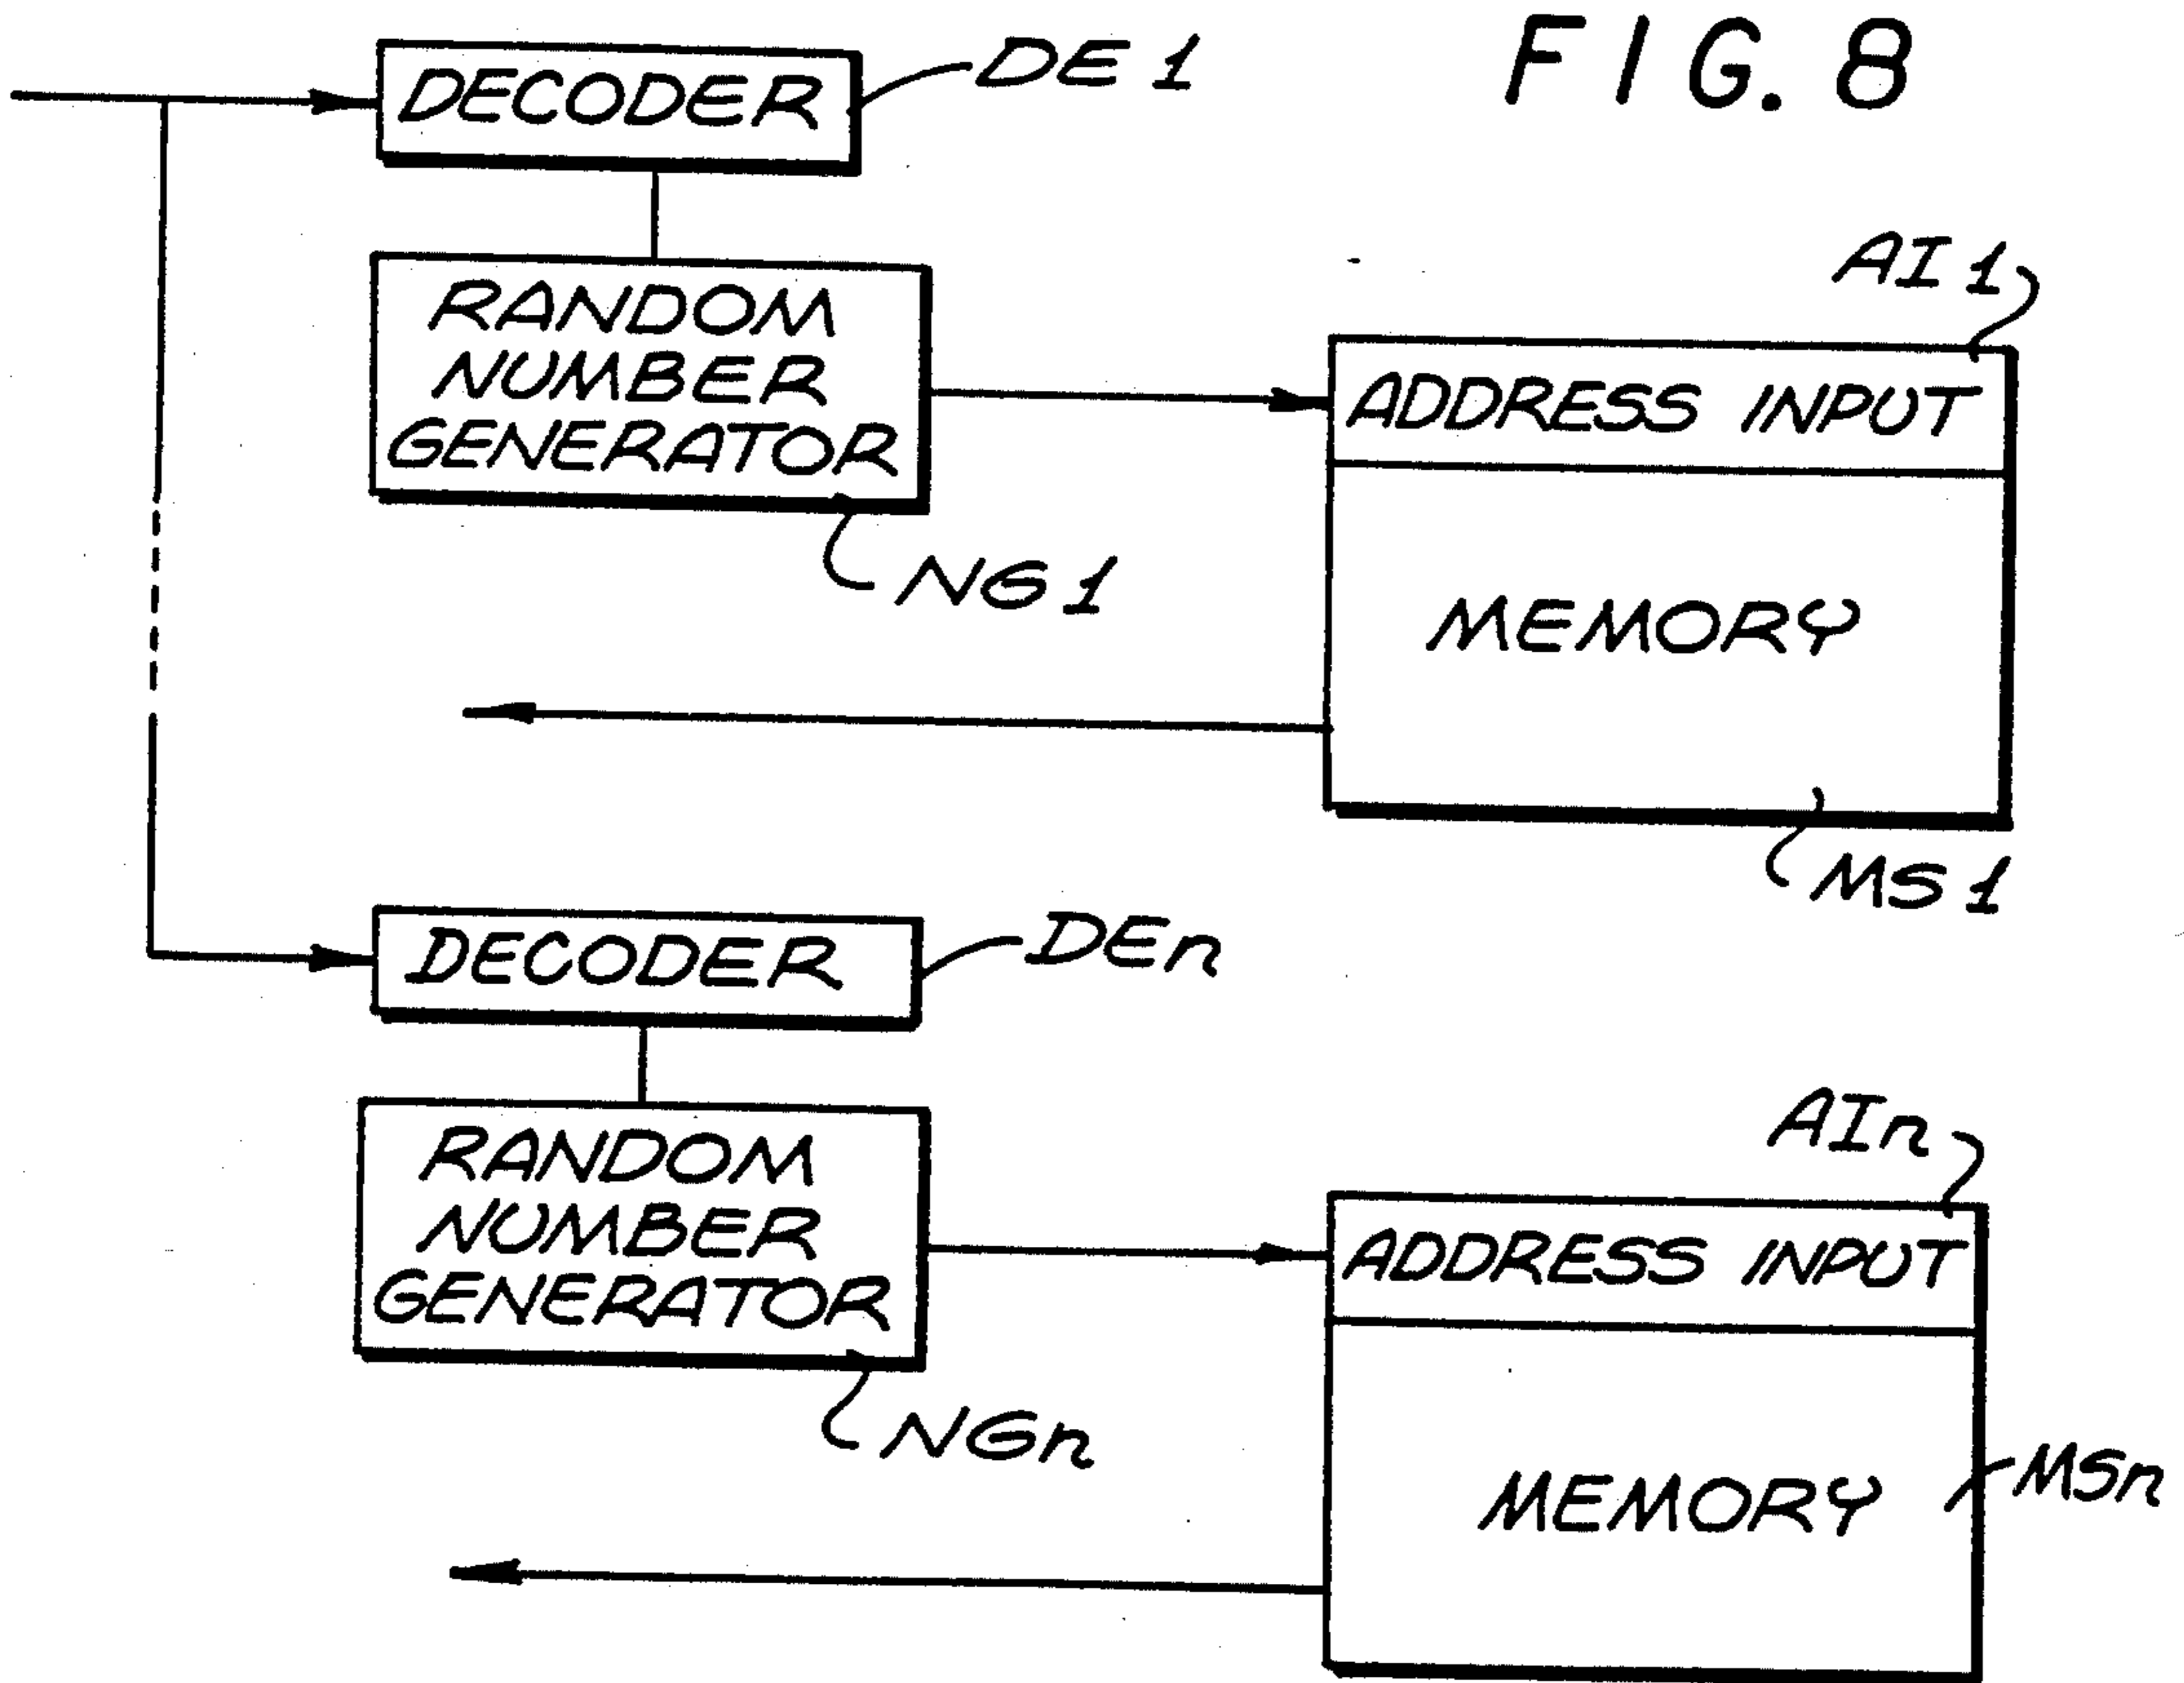 FIG. 8
DECODER
DE 1
RANDOM
NUMBER
GENERATOR
NG 1
AI 1
ADDRESS INPUT
MEMORY
MS 1
DECODER
DEn
RANDOM
NUMBER
GENERATOR
NGn
AIn
ADDRESS INPUT
MEMORY
MSn